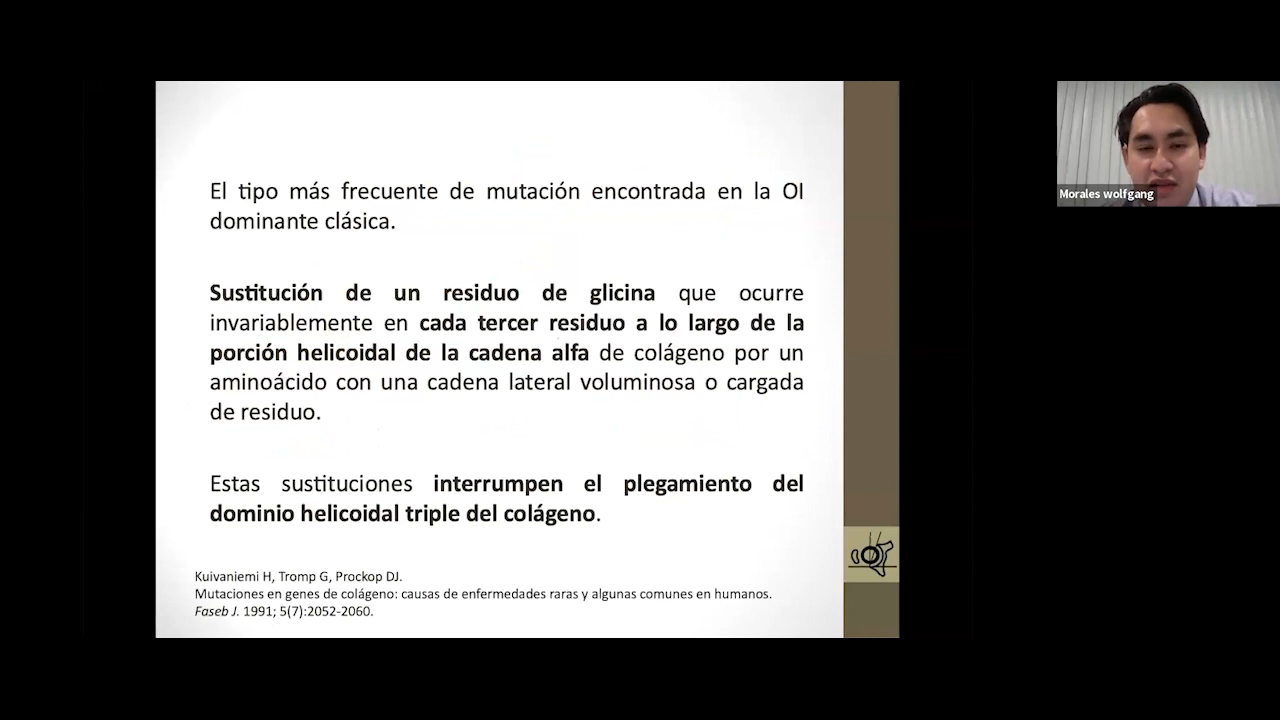 El tipo más frecuente de mutación encontrada en la OI
dominante clásica.
Sustitución de un residuo de glicina que ocurre
invariablemente en cada tercer residuo a lo largo de la
porción helicoidal de la cadena alfa de colágeno por un
aminoácido con una cadena lateral voluminosa o cargada
de residuo.
Estas sustituciones interrumpen el plegamiento del
dominio helicoidal triple del colágeno.
Kuivaniemi H, Tromp G, Prockop DJ.
Mutaciones en genes de colágeno: causas de enfermedades raras y algunas comunes en humanos.
Faseb J. 1991; 5(7):2052-2060.
Morales wolfgang